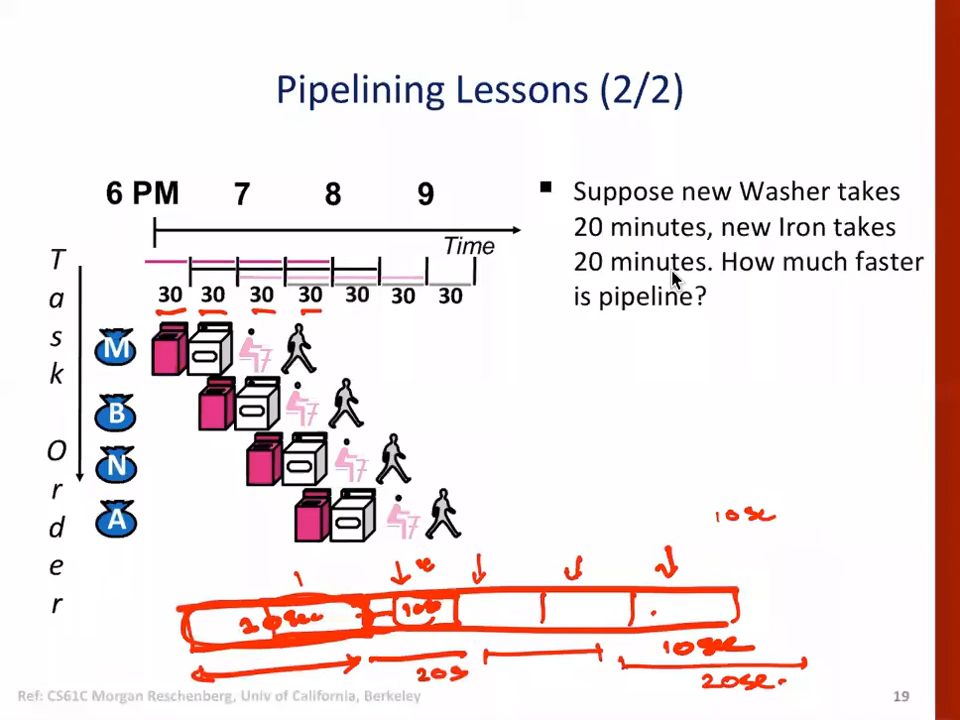 Pipelining Lessons (2/2)
6 PM 7 8 9
Time
30 30 30 30 30 30 30
Task Order
M
B
N
A
▪ Suppose new Washer takes
20 minutes, new Iron takes
20 minutes. How much faster
is pipeline?
10sec
20sec
10sec
20s
20sec.
Ref: CS61C Morgan Reschenberg, Univ of California, Berkeley
19